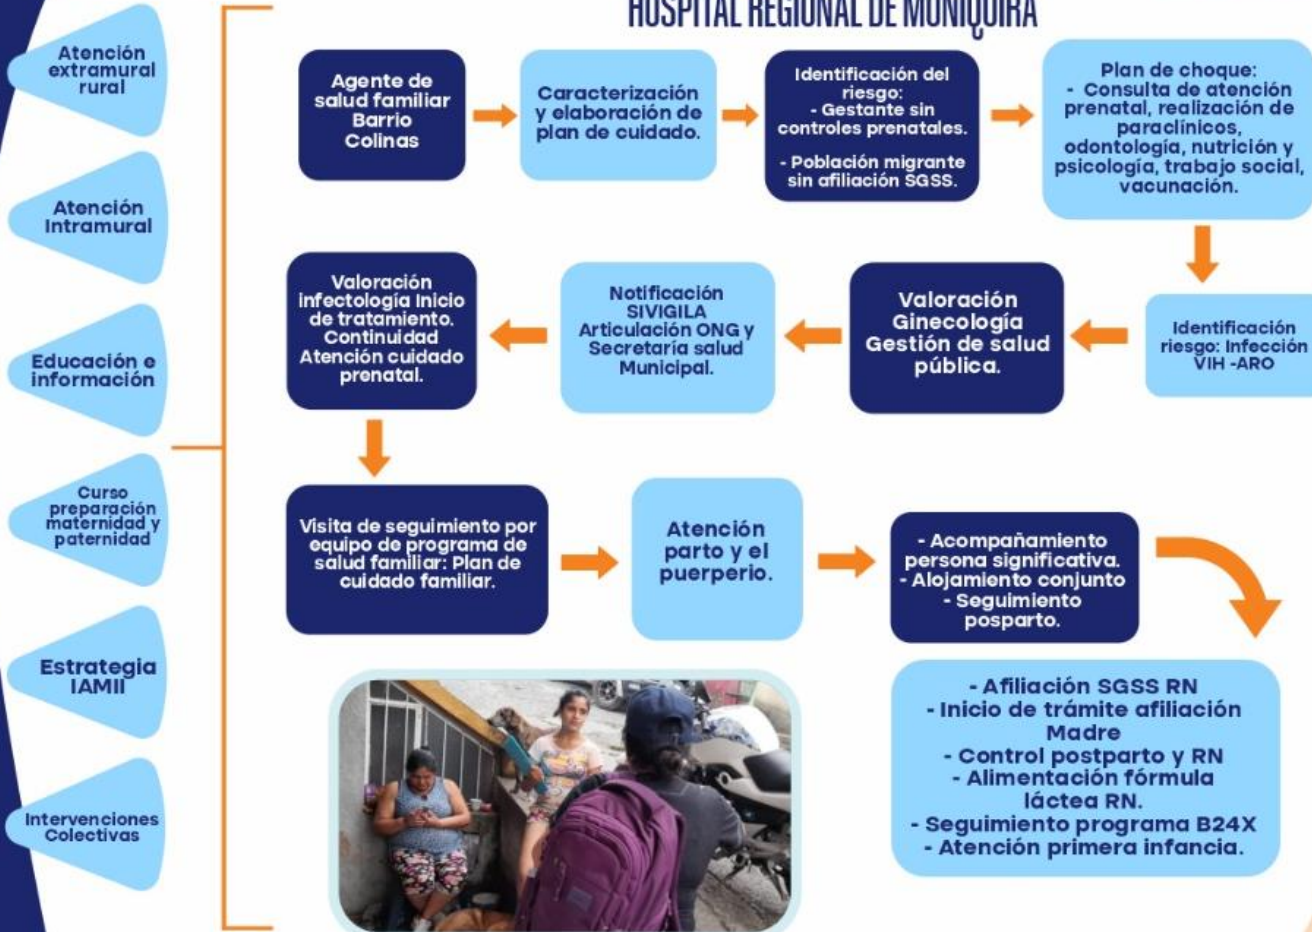 HOSPITAL REGIONAL DE MONIQUIRÁ
Atención
extramural
rural
Atención
Intramural
Educación e
información
Curso
preparación
maternidad y
paternidad
Estrategia
IAMII
Intervenciones
Colectivas
Agente de
salud familiar
Barrio
Colinas
Caracterización
y elaboración de
plan de cuidado.
Identificación del
riesgo:
- Gestante sin
controles prenatales.
- Población migrante
sin afiliación SGSS.
Plan de choque:
- Consulta de atención
prenatal, realización de
paraclínicos,
odontología, nutrición y
psicología, trabajo social,
vacunación.
Identificación
riesgo: Infección
VIH -ARO
Valoración
Ginecología
Gestión de salud
pública.
Notificación
SIVIGILA
Articulación ONG y
Secretaría salud
Municipal.
Valoración
infectología Inicio
de tratamiento.
Continuidad
Atención cuidado
prenatal.
Visita de seguimiento por
equipo de programa de
salud familiar: Plan de
cuidado familiar.
Atención
parto y el
puerperio.
- Acompañamiento
persona significativa.
- Alojamiento conjunto
- Seguimiento
posparto.
- Afiliación SGSS RN
- Inicio de trámite afiliación
Madre
- Control postparto y RN
- Alimentación fórmula
láctea RN.
- Seguimiento programa B24X
- Atención primera infancia.